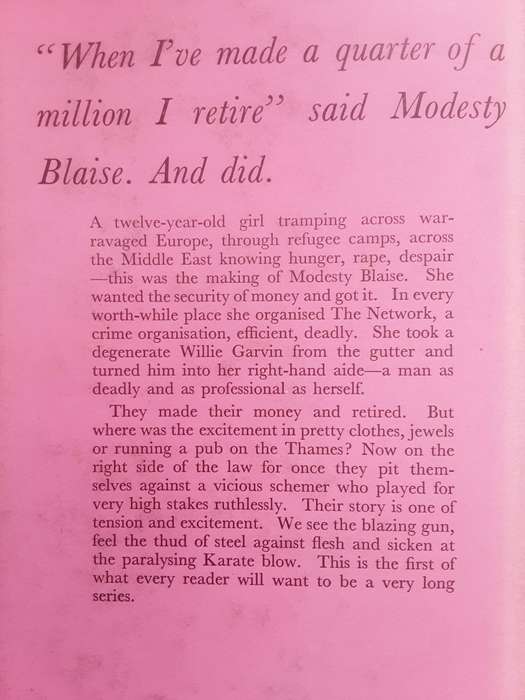 “When I’ve made a quarter of a
million I retire” said Modesty
Blaise. And did.
A twelve-year-old girl tramping across war-
ravaged Europe, through refugee camps, across
the Middle East knowing hunger, rape, despair
—this was the making of Modesty Blaise. She
wanted the security of money and got it. In every
worth-while place she organised The Network, a
crime organisation, efficient, deadly. She took a
degenerate Willie Garvin from the gutter and
turned him into her right-hand aide—a man as
deadly and as professional as herself.
They made their money and retired. But
where was the excitement in pretty clothes, jewels
or running a pub on the Thames? Now on the
right side of the law for once they pit them-
selves against a vicious schemer who played for
very high stakes ruthlessly. Their story is one of
tension and excitement. We see the blazing gun,
feel the thud of steel against flesh and sicken at
the paralysing Karate blow. This is the first of
what every reader will want to be a very long
series.